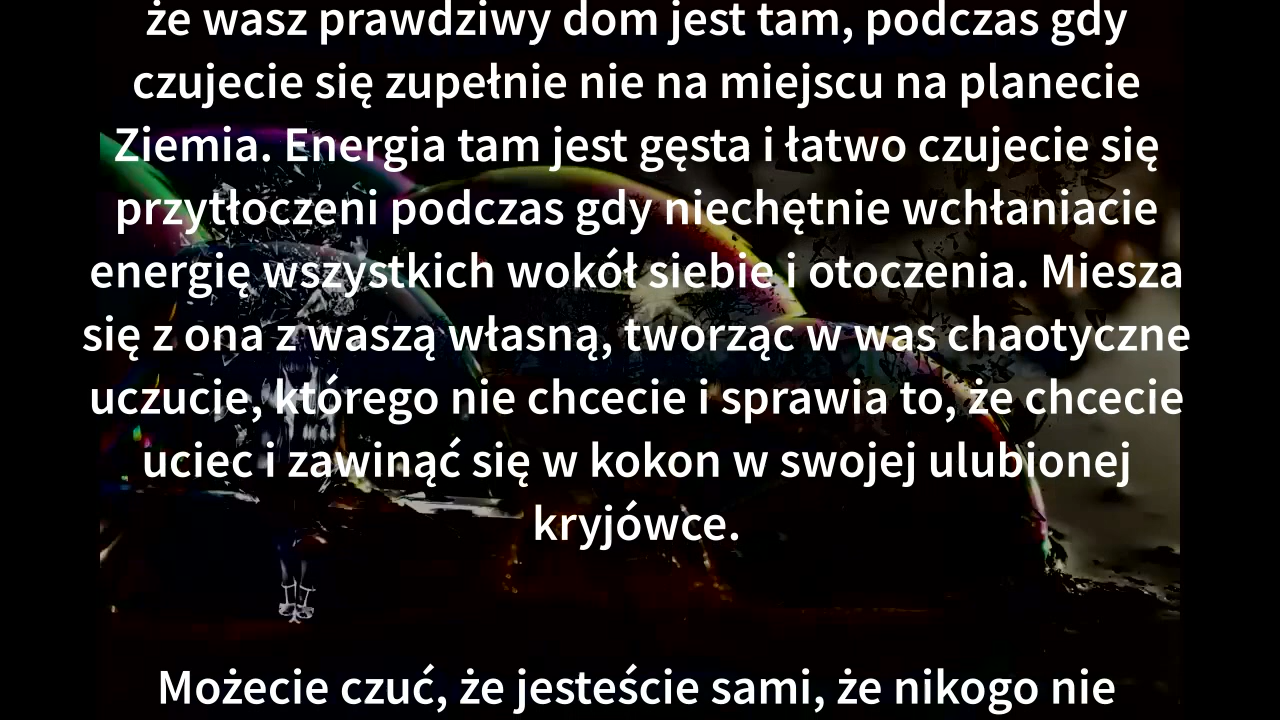 że wasz prawdziwy dom jest tam, podczas gdy
czujecie się zupełnie nie na miejscu na planecie
Ziemia. Energia tam jest gęsta i łatwo czujecie się
przytłoczeni podczas gdy niechętnie wchłaniacie
energię wszystkich wokół siebie i otoczenia. Miesza
się z ona z waszą własną, tworząc w was chaotyczne
uczucie, którego nie chcecie i sprawia to, że chcecie
uciec i zawinąć się w kokon w swojej ulubionej
kryjówce.
Możecie czuć, że jesteście sami, że nikogo nie